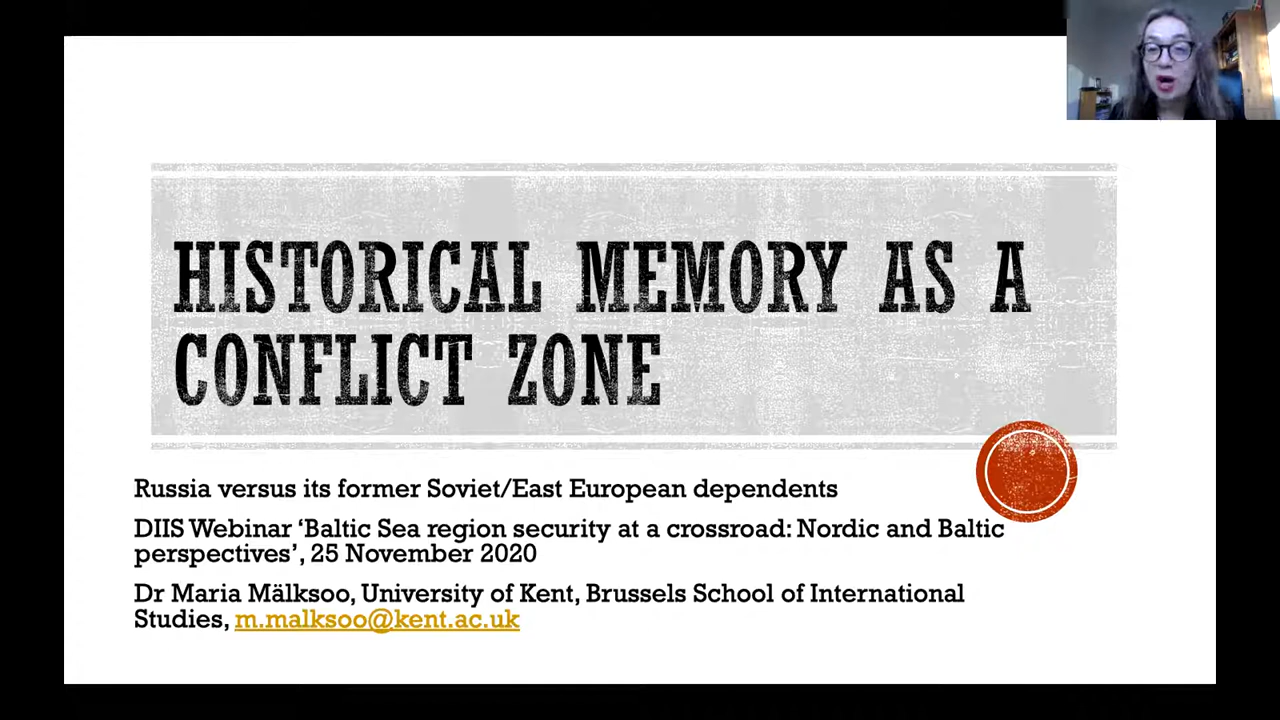 HISTORICAL MEMORY AS A
CONFLICT ZONE
Russia versus its former Soviet/East European dependents
DIIS Webinar ‘Baltic Sea region security at a crossroad: Nordic and Baltic
perspectives’, 25 November 2020
Dr Maria Mälksoo, University of Kent, Brussels School of International
Studies, m.malksoo@kent.ac.uk